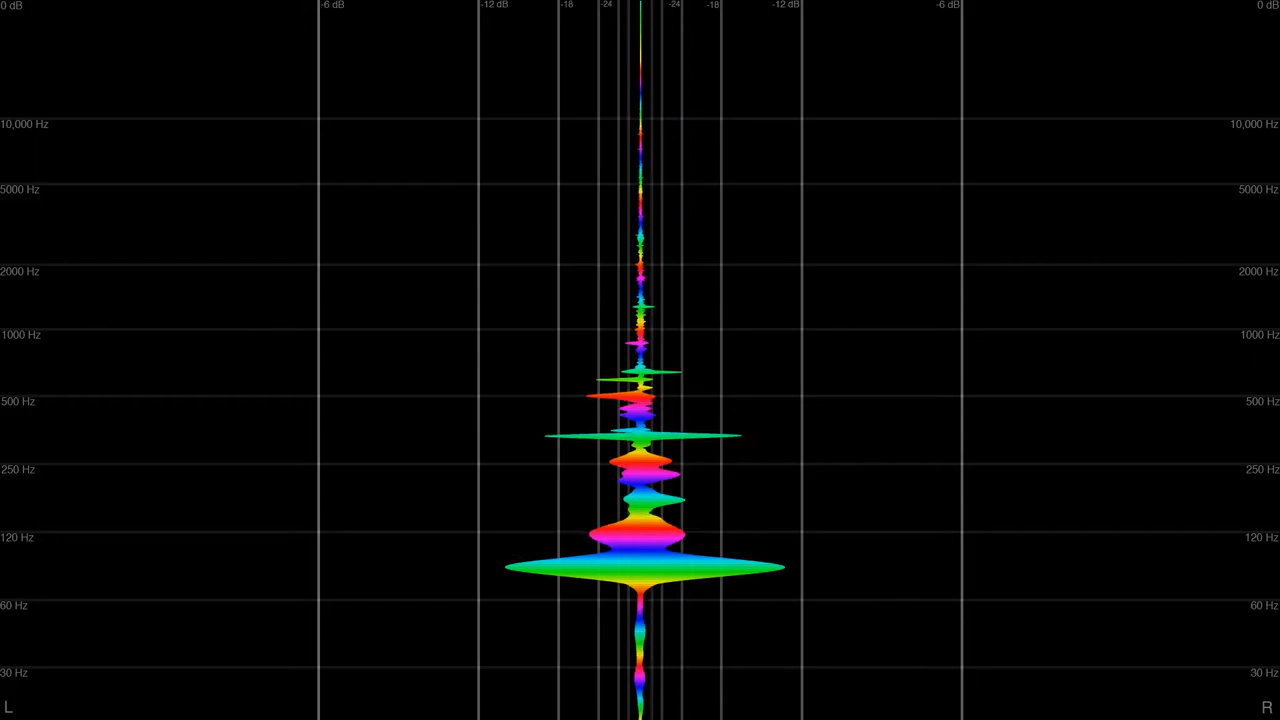 0 dB -6 dB -12 dB -18 -24 -24 -18 -12 dB -6 dB 0 dB
10,000 Hz 10,000 Hz
5000 Hz 5000 Hz
2000 Hz 2000 Hz
1000 Hz 1000 Hz
500 Hz 500 Hz
250 Hz 250 Hz
120 Hz 120 Hz
60 Hz 60 Hz
30 Hz 30 Hz
L R